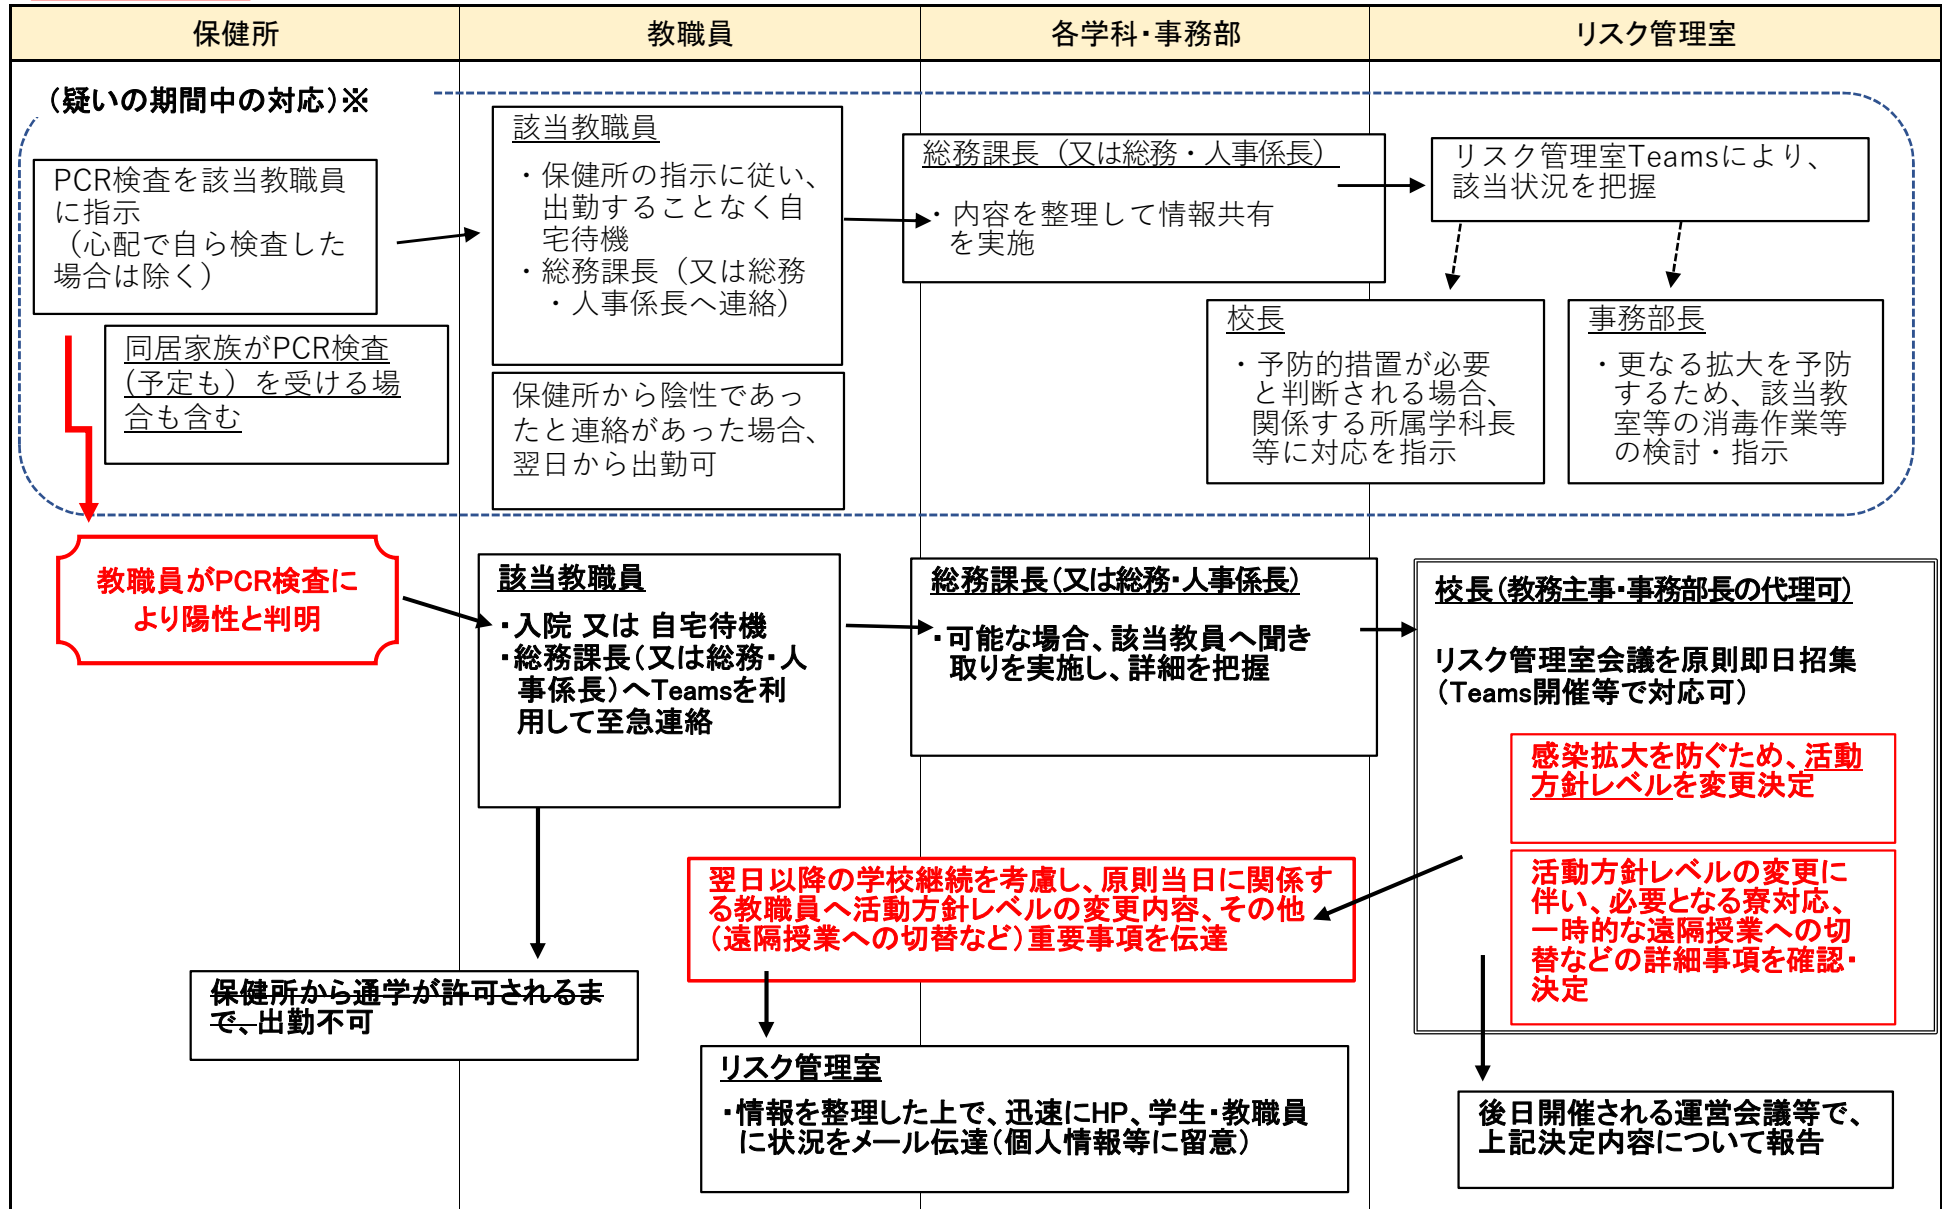 保健所
教職員
各学科・事務部
リスク管理室
（疑いの期間中の対応）※
PCR検査を該当教職員
に指示
（心配で自ら検査した
場合は除く）
同居家族がPCR検査
（予定も）を受ける場
合も含む
該当教職員
・保健所の指示に従い、
出勤することなく自
宅待機
・総務課長（又は総務
・人事係長へ連絡）
保健所から陰性であっ
たと連絡があった場合、
翌日から出勤可
総務課長（又は総務・人事係長）
・内容を整理して情報共有
を実施
リスク管理室Teamsにより、
該当状況を把握
校長
・予防的措置が必要
と判断される場合、
関係する所属学科長
等に対応を指示
事務部長
・更なる拡大を予防
するため、該当教
室等の消毒作業等
の検討・指示
教職員がPCR検査に
より陽性と判明
該当教職員
・入院 又は 自宅待機
・総務課長（又は総務・人
事係長）へTeamsを利
用して至急連絡
総務課長（又は総務・人事係長）
・可能な場合、該当教員へ聞き
取りを実施し、詳細を把握
校長（教務主事・事務部長の代理可）
リスク管理室会議を原則即日招集
（Teams開催等で対応可）
感染拡大を防ぐため、活動
方針レベルを変更決定
活動方針レベルの変更に
伴い、必要となる寮対応、
一時的な遠隔授業への切
替などの詳細事項を確認・
決定
翌日以降の学校継続を考慮し、原則当日に関係す
る教職員へ活動方針レベルの変更内容、その他
（遠隔授業への切替など）重要事項を伝達
保健所から通学が許可されるま
で、出勤不可
リスク管理室
・情報を整理した上で、迅速にHP、学生・教職員
に状況をメール伝達（個人情報等に留意）
後日開催される運営会議等で、
上記決定内容について報告